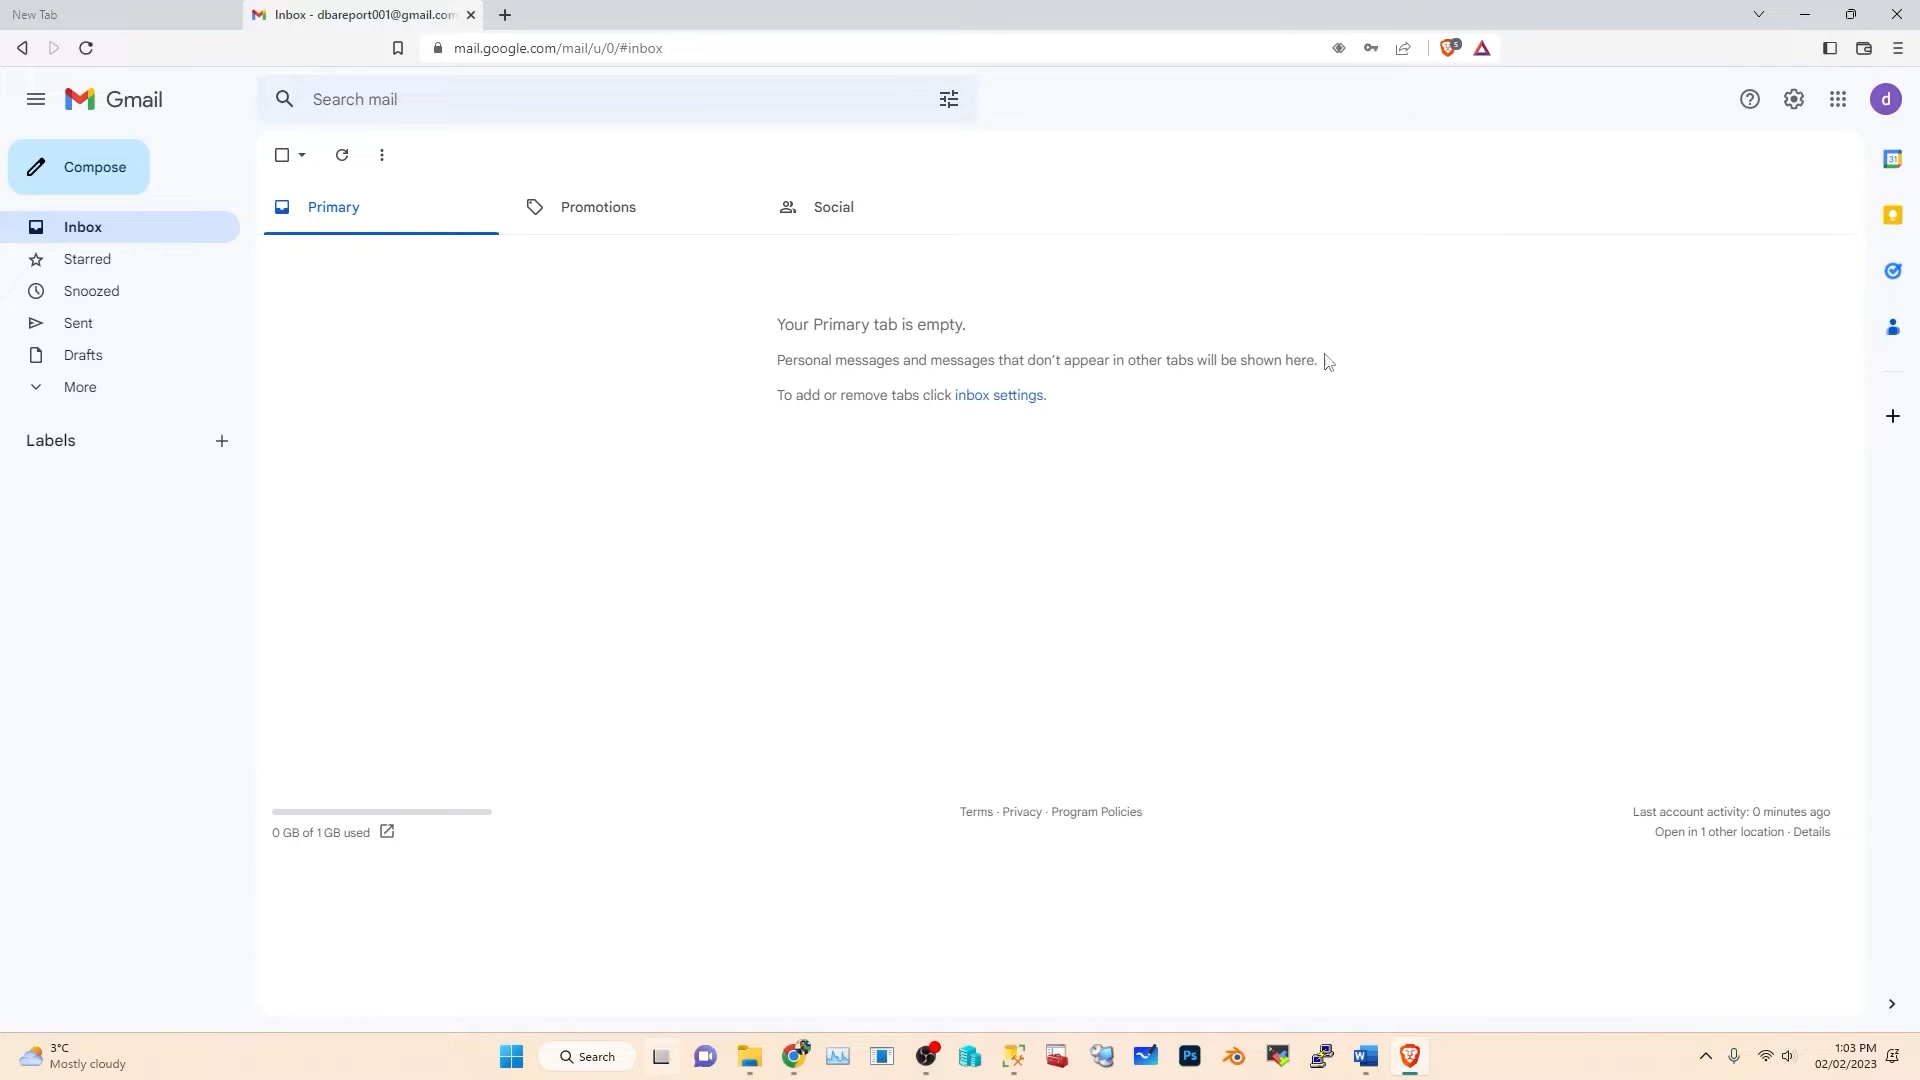 New Tab
Inbox - dbareport001@gmail.com
mail.google.com/mail/u/0/#inbox
Gmail
Search mail
d
Compose
31
Primary
Promotions
Social
Inbox
Starred
Snoozed
Sent
Drafts
More
Labels
Your Primary tab is empty.
Personal messages and messages that don't appear in other tabs will be shown here.
To add or remove tabs click inbox settings.
0 GB of 1 GB used
Terms · Privacy · Program Policies
Last account activity: 0 minutes ago
Open in 1 other location · Details
3°C
Mostly cloudy
Search
Ps
W
1:03 PM
02/02/2023